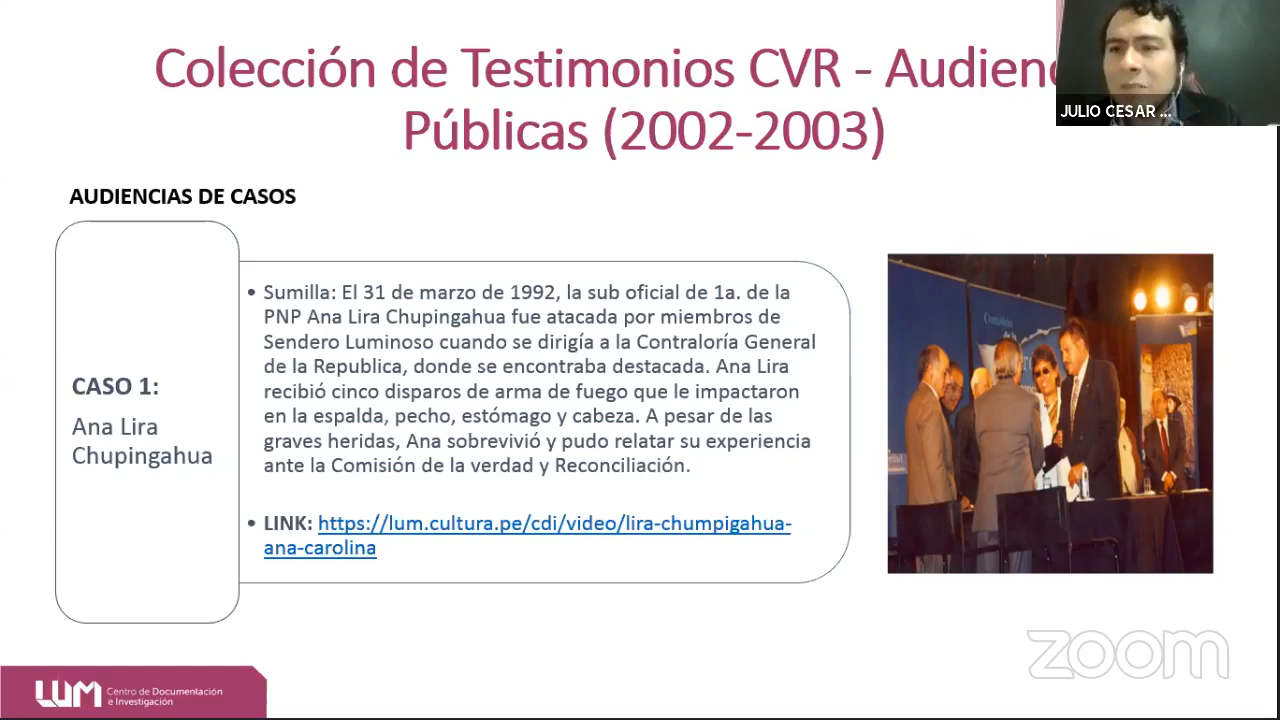 Colección de Testimonios CVR - Audienc
Públicas (2002-2003)
JULIO CESAR ...
AUDIENCIAS DE CASOS
CASO 1:
Ana Lira
Chupingahua
• Sumilla: El 31 de marzo de 1992, la sub oficial de 1a. de la
PNP Ana Lira Chupingahua fue atacada por miembros de
Sendero Luminoso cuando se dirigía a la Contraloría General
de la Republica, donde se encontraba destacada. Ana Lira
recibió cinco disparos de arma de fuego que le impactaron
en la espalda, pecho, estómago y cabeza. A pesar de las
graves heridas, Ana sobrevivió y pudo relatar su experiencia
ante la Comisión de la verdad y Reconciliación.
• LINK: https://lum.cultura.pe/cdi/video/lira-chumpigahua-
ana-carolina
zoom
LUM
Centro de Documentación
e Investigación